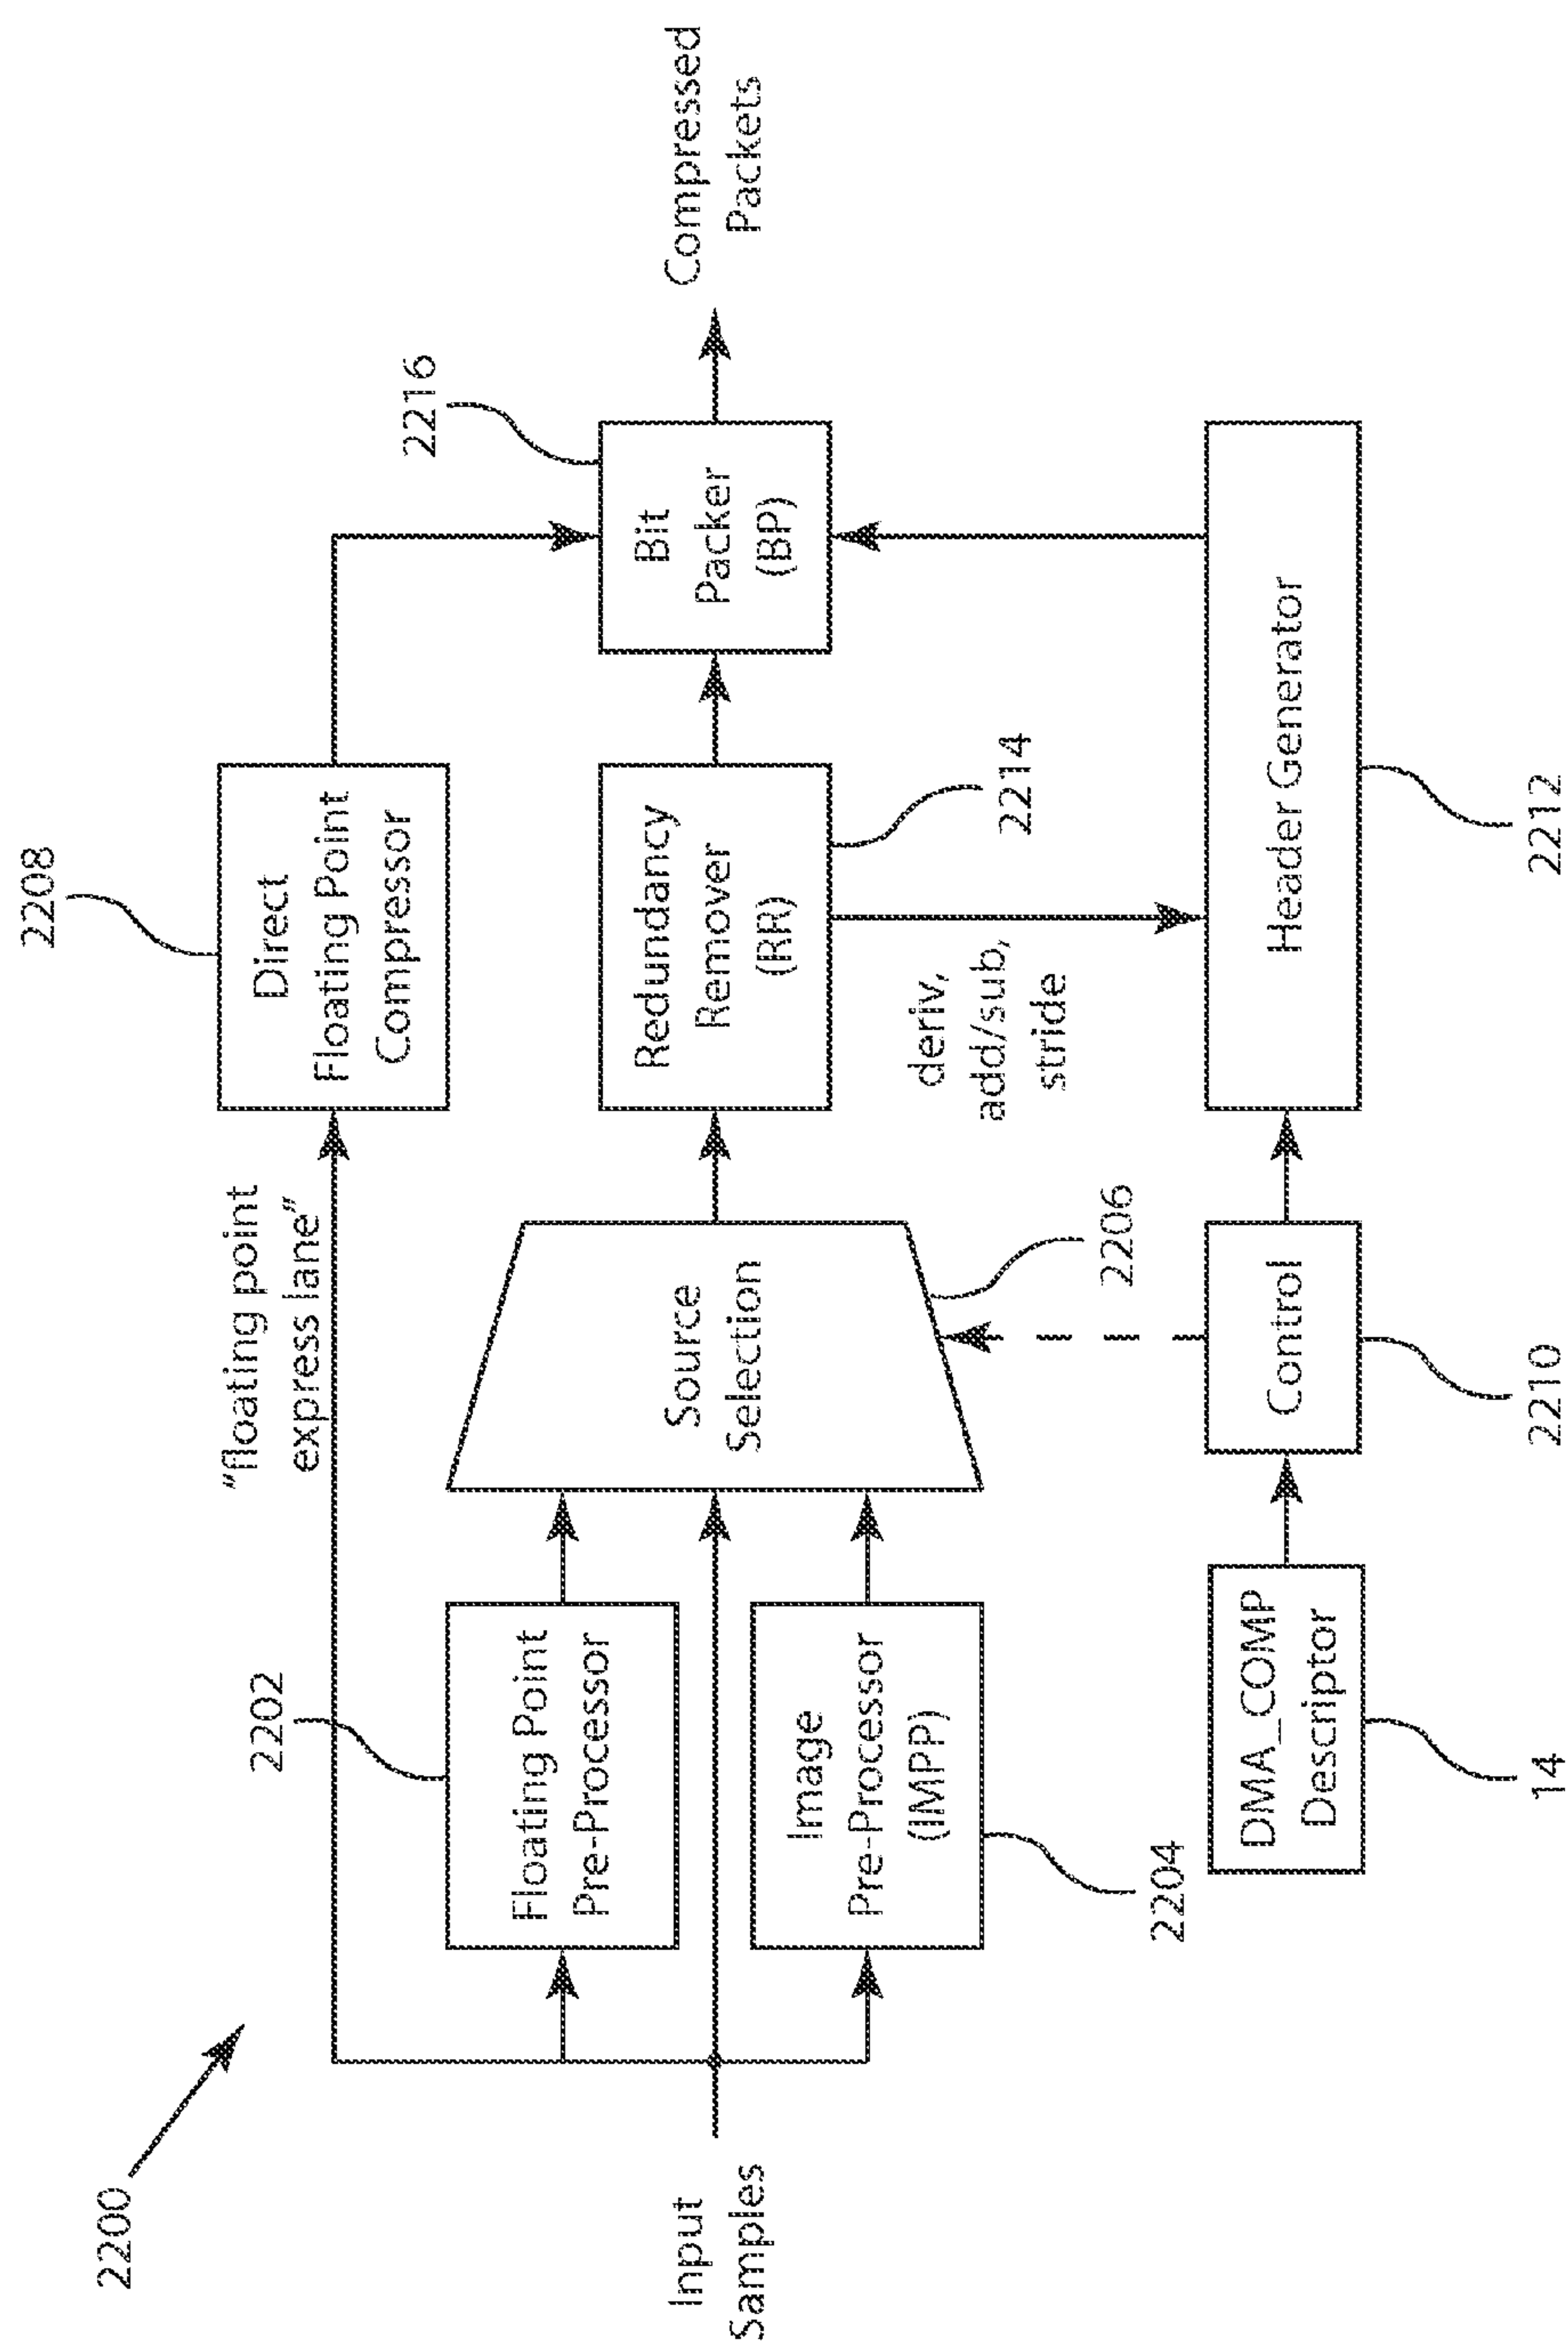 2200
2208
Direct
Floating Point
Compressor
"floating point
express lane"
2202
2216
Floating Point
Pre-Processor
Input
Samples
Source
Selection
Redundancy
Remover
(RR)
Bit
Packer
(BP)
Compressed
Packets
Image
Pre-Processor
(IMPP)
2204
2206
deriv,
add/sub,
stride
2214
DMA_COMP
Descriptor
Control
Header Generator
14
2210
2212